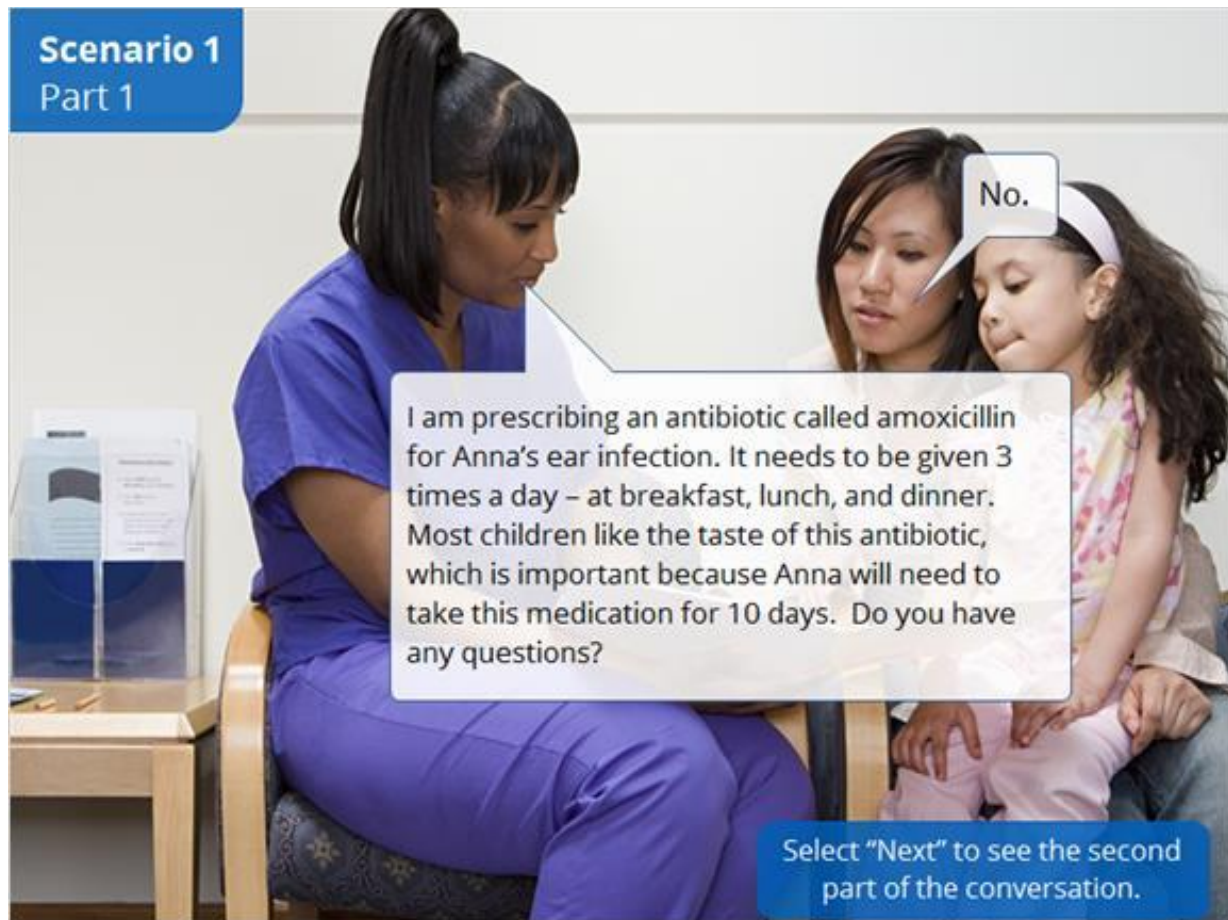 Scenario 1
Part 1
No.
I am prescribing an antibiotic called amoxicillin
for Anna's ear infection. It needs to be given 3
times a day – at breakfast, lunch, and dinner.
Most children like the taste of this antibiotic,
which is important because Anna will need to
take this medication for 10 days.  Do you have
any questions?
Select “Next” to see the second
part of the conversation.